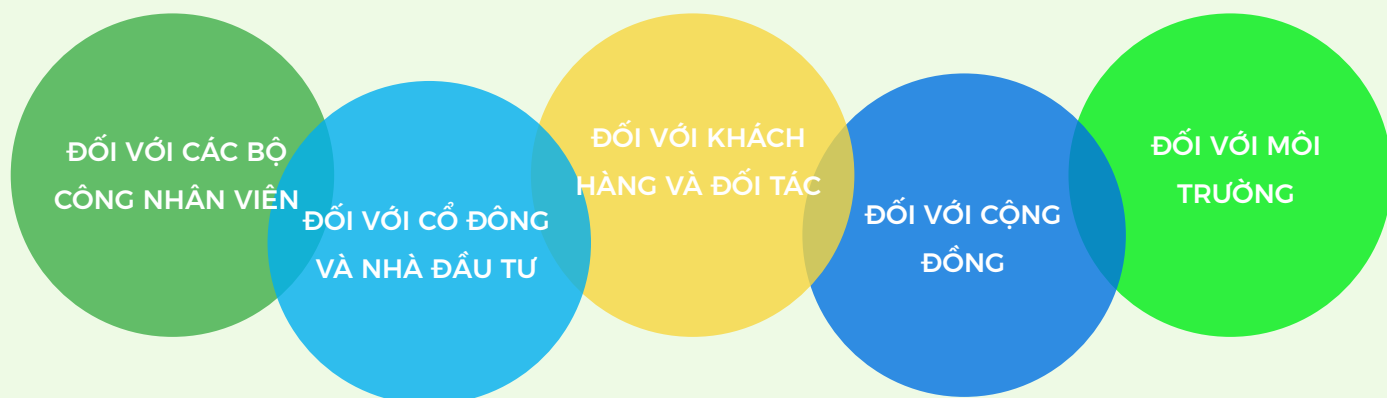 ĐỐI VỚI CÁC BỘ
CÔNG NHÂN VIÊN
ĐỐI VỚI CỔ ĐÔNG
VÀ NHÀ ĐẦU TƯ
ĐỐI VỚI KHÁCH
HÀNG VÀ ĐỐI TÁC
ĐỐI VỚI CỘNG
ĐỒNG
ĐỐI VỚI MÔI
TRƯỜNG